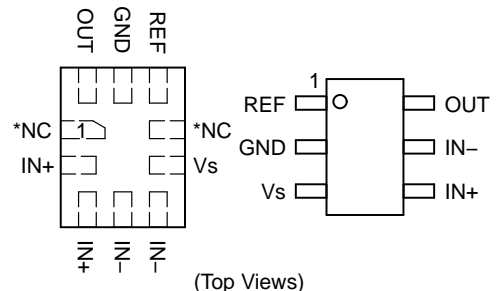 OUT GND REF
1
*NC 1 *NC
REF OUT
IN+ Vs
GND IN−
Vs IN+
IN+ IN− IN−
(Top Views)